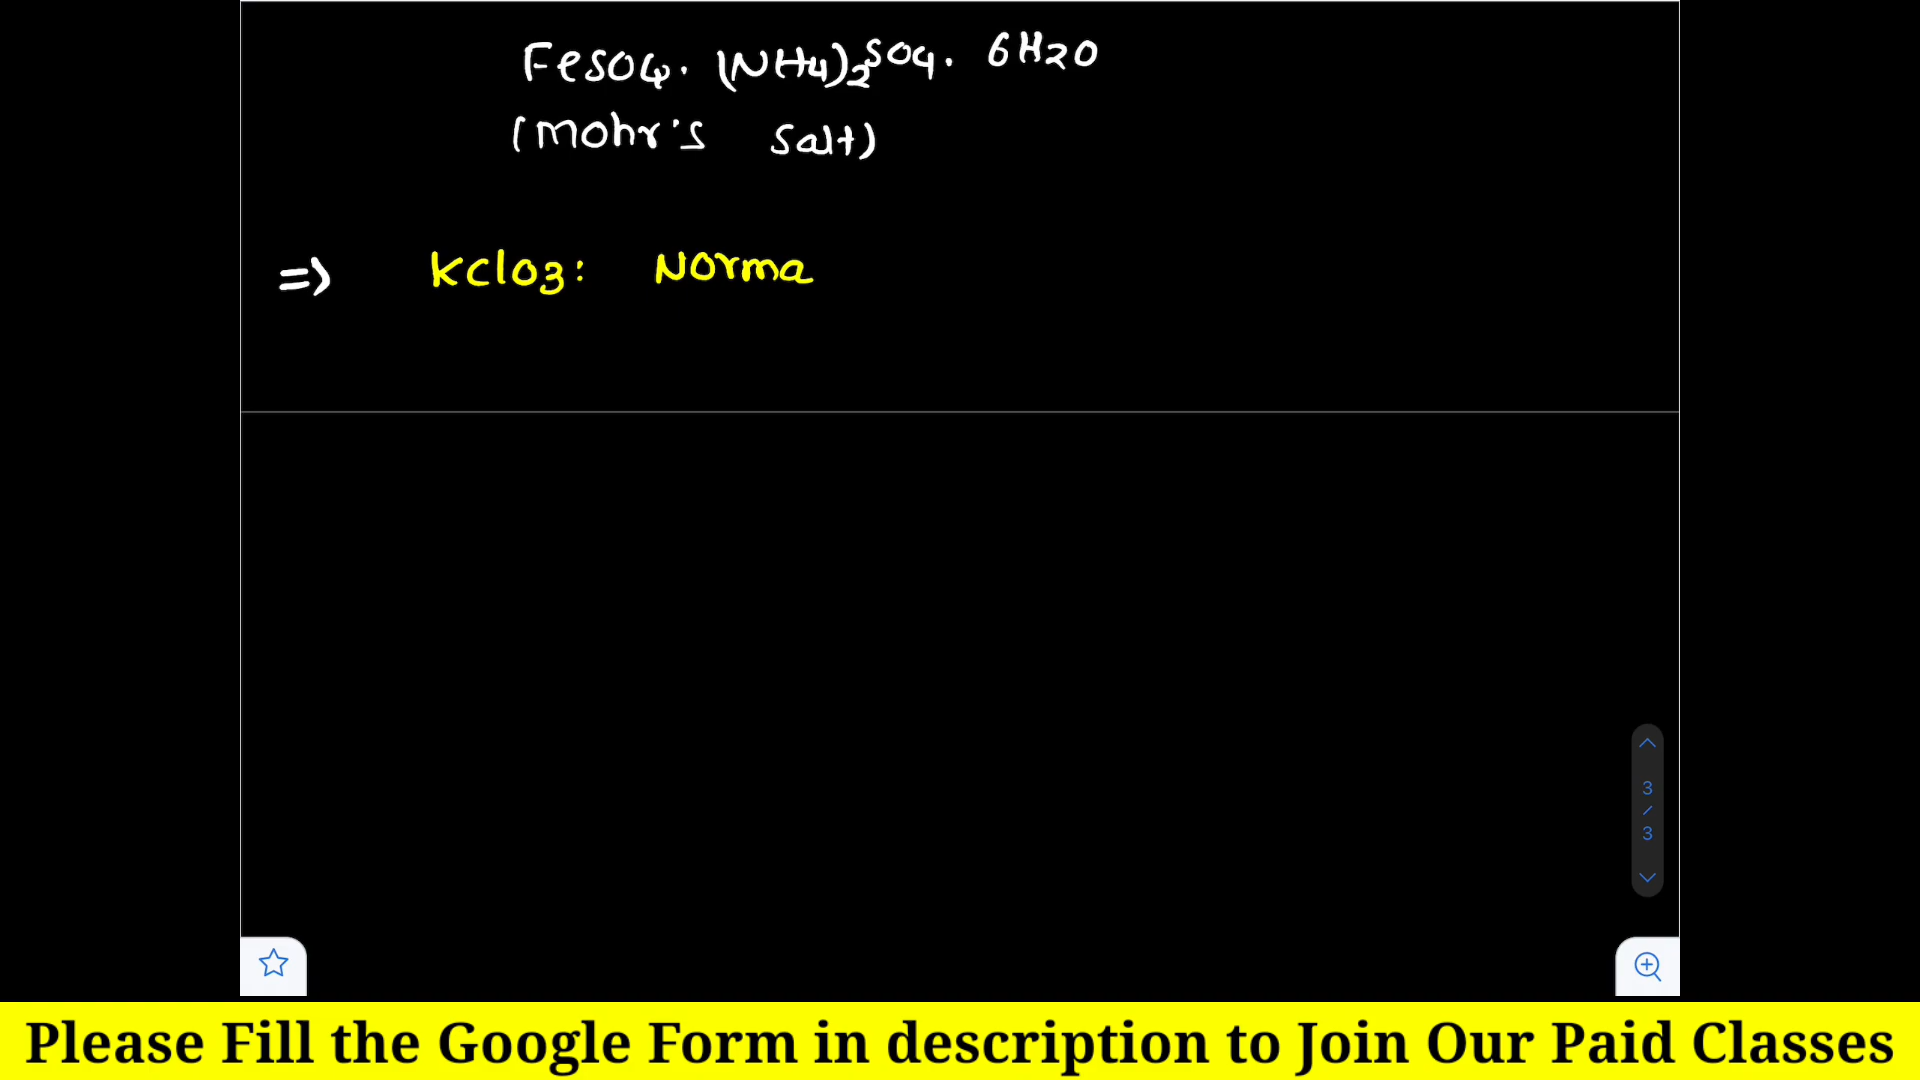 FeSO4. (NH4)2SO4. 6H2O
(mohr's salt)
=> KClO3: Norma
3
/
3
Please Fill the Google Form in description to Join Our Paid Classes